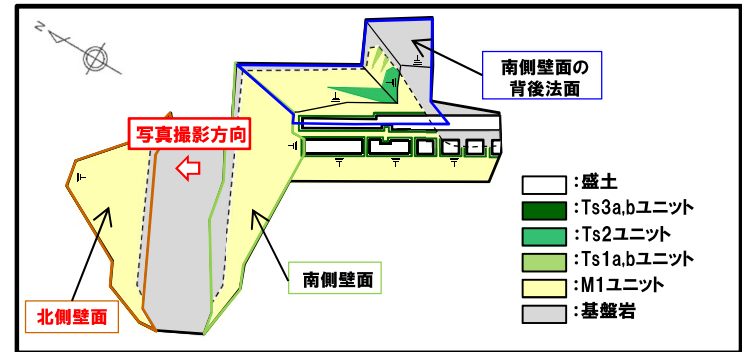 N
南側壁面の
背後法面
写真撮影方向
南側壁面
北側壁面
:盛土
:Ts3a,bユニット
:Ts2ユニット
:Ts1a,bユニット
:M1ユニット
:基盤岩